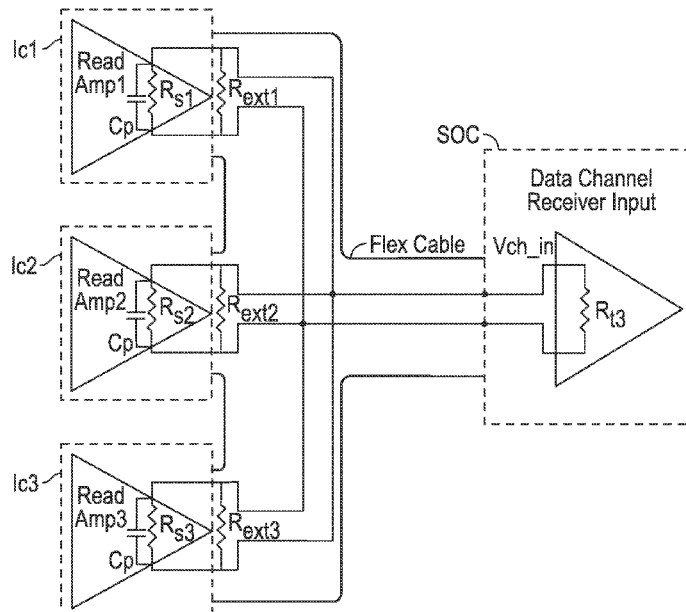 Ic1
Read
Amp1
Rs1
Cp
Rext1
SOC
Data Channel
Receiver Input
Flex Cable
Vch_in
Ic2
Read
Amp2
Rs2
Cp
Rext2
Rt3
Ic3
Read
Amp3
Rs3
Cp
Rext3